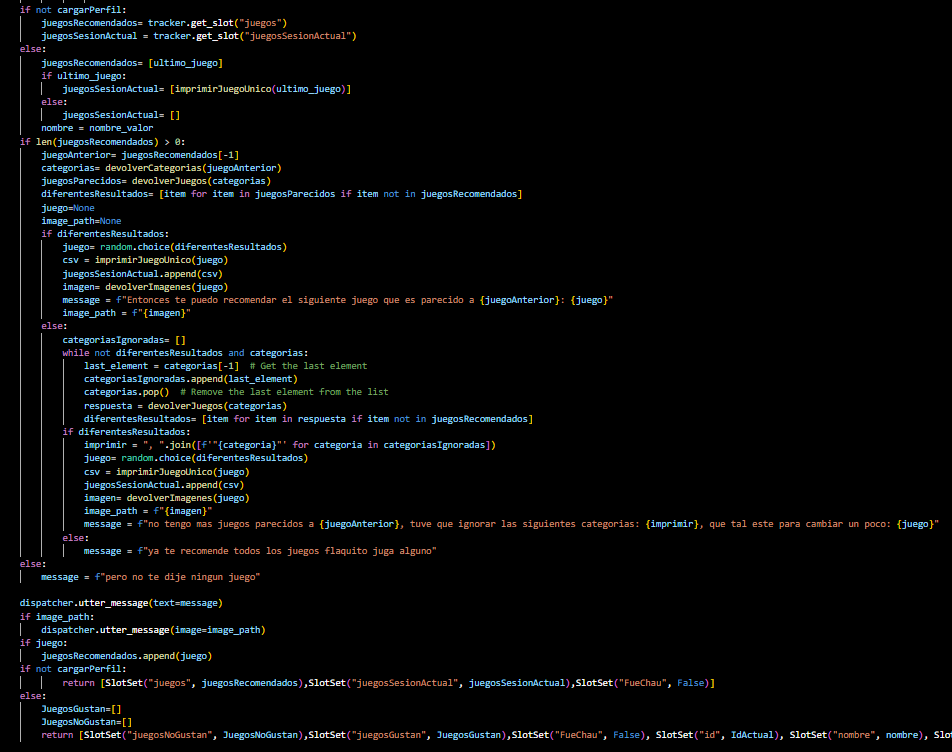 if not cargarPerfil:
    juegosRecomendados= tracker.get_slot("juegos")
    juegosSesionActual = tracker.get_slot("juegosSesionActual")
else:
    juegosRecomendados= [ultimo_juego]
    if ultimo_juego:
        juegosSesionActual= [imprimirJuegoUnico(ultimo_juego)]
    else:
        juegosSesionActual= []
    nombre = nombre_valor
if len(juegosRecomendados) > 0:
    juegoAnterior= juegosRecomendados[-1]
    categorias= devolverCategorias(juegoAnterior)
    juegosParecidos= devolverJuegos(categorias)
    diferentesResultados= [item for item in juegosParecidos if item not in juegosRecomendados]
    juego=None
    image_path=None
    if diferentesResultados:
        juego= random.choice(diferentesResultados)
        csv = imprimirJuegoUnico(juego)
        juegosSesionActual.append(csv)
        imagen= devolverImagenes(juego)
        message = f"Entonces te puedo recomendar el siguiente juego que es parecido a {juegoAnterior}: {juego}"
        image_path = f"{imagen}"
    else:
        categoriasIgnoradas= []
        while not diferentesResultados and categorias:
            last_element = categorias[-1]  # Get the last element
            categoriasIgnoradas.append(last_element)
            categorias.pop()  # Remove the last element from the list
            respuesta = devolverJuegos(categorias)
            diferentesResultados= [item for item in respuesta if item not in juegosRecomendados]
        if diferentesResultados:
            imprimir = ", ".join([f'"{categoria}"' for categoria in categoriasIgnoradas])
            juego= random.choice(diferentesResultados)
            csv = imprimirJuegoUnico(juego)
            juegosSesionActual.append(csv)
            imagen= devolverImagenes(juego)
            image_path = f"{imagen}"
            message = f"no tengo mas juegos parecidos a {juegoAnterior}, tuve que ignorar las siguientes categorias: {imprimir}, que tal este para cambiar un poco: {juego}"
        else:
            message = f"ya te recomende todos los juegos flaquito juga alguno"
else:
    message = f"pero no te dije ningun juego"

dispatcher.utter_message(text=message)
if image_path:
    dispatcher.utter_message(image=image_path)
if juego:
    juegosRecomendados.append(juego)
if not cargarPerfil:
        return [SlotSet("juegos", juegosRecomendados),SlotSet("juegosSesionActual", juegosSesionActual),SlotSet("FueChau", False)]
else:
    JuegosGustan=[]
    JuegosNoGustan=[]
    return [SlotSet("juegosNoGustan", JuegosNoGustan),SlotSet("juegosGustan", JuegosGustan),SlotSet("FueChau", False), SlotSet("id", IdActual), SlotSet("nombre", nombre),